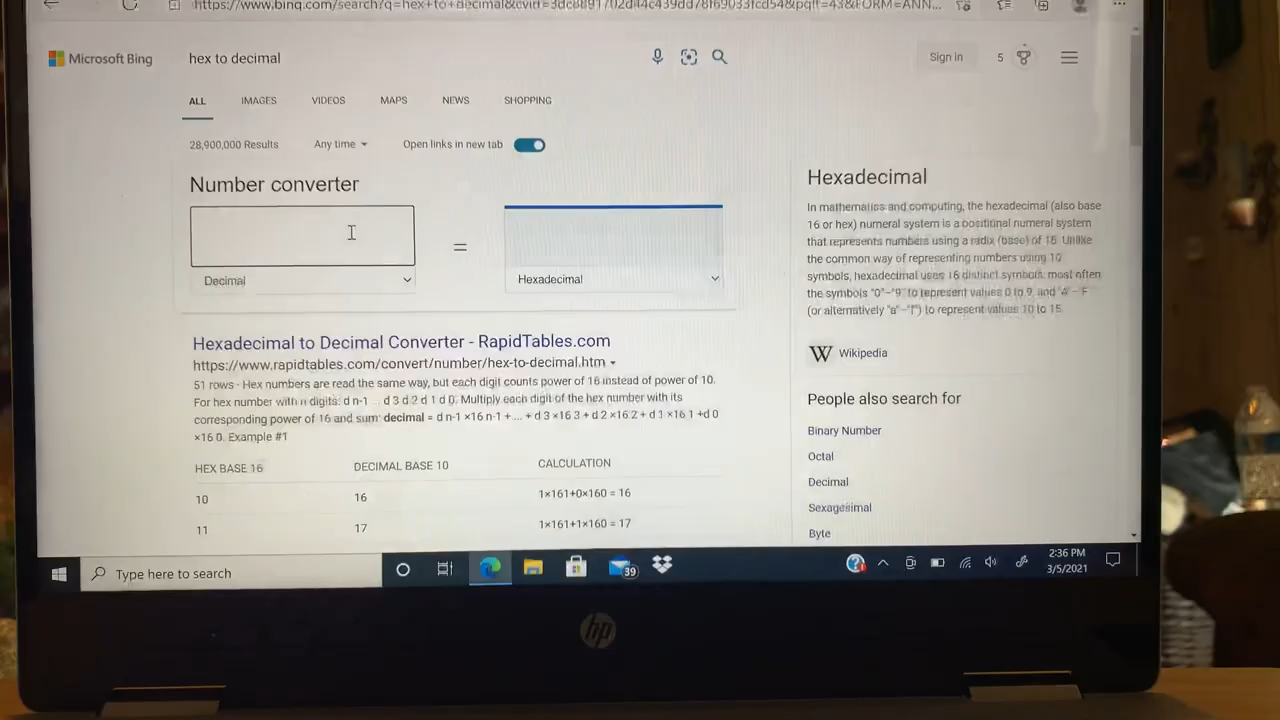 https://www.bing.com/search?q=hex+to+decimal&cvid=
Microsoft Bing
hex to decimal
Sign in
5
ALL
IMAGES
VIDEOS
MAPS
NEWS
SHOPPING
28,900,000 Results
Any time
Open links in new tab
Number converter
=
Decimal
Hexadecimal
Hexadecimal to Decimal Converter - RapidTables.com
https://www.rapidtables.com/convert/number/hex-to-decimal.htm
51 rows · Hex numbers are read the same way, but each digit counts power of 16 instead of power of 10.
For hex number with n digits: d n-1 ... d 3 d 2 d 1 d 0. Multiply each digit of the hex number with its
corresponding power of 16 and sum: decimal = d n-1 ×16 n-1 + ... + d 3 ×16 3 + d 2 ×16 2 + d 1 ×16 1 +d 0
×16 0. Example #1
HEX BASE 16
DECIMAL BASE 10
CALCULATION
10
16
1×161+0×160 = 16
11
17
1×161+1×160 = 17
Hexadecimal
In mathematics and computing, the hexadecimal (also base
16 or hex) numeral system is a positional numeral system
that represents numbers using a radix (base) of 16. Unlike
the common way of representing numbers using 10
symbols, hexadecimal uses 16 distinct symbols, most often
the symbols "0"–"9" to represent values 0 to 9, and "A"–"F"
(or alternatively "a"–"f") to represent values 10 to 15.
W Wikipedia
People also search for
Binary Number
Octal
Decimal
Sexagesimal
Byte
Type here to search
39
2:36 PM
3/5/2021
hp